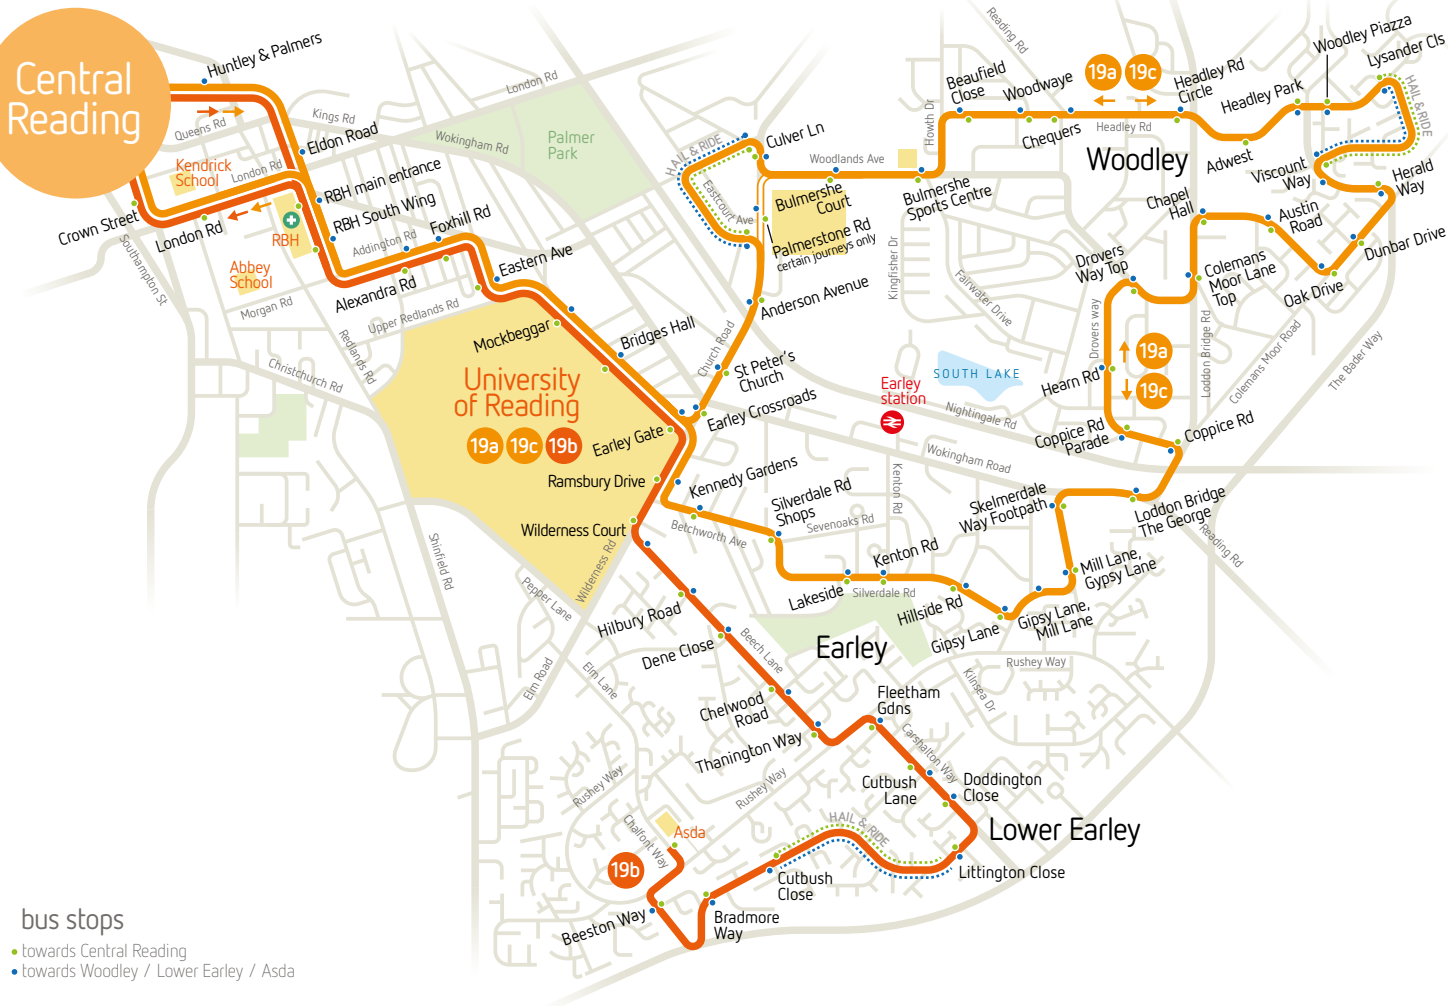 Central
Reading
Huntley & Palmers
Queens Rd
Kings Rd
London Rd
Eldon Road
Wokingham Rd
Palmer
Park
Kendrick
School
London Rd
RBH main entrance
RBH South Wing
Foxhill Rd
Addington Rd
Crown Street
London Rd
RBH
Southampton St
Abbey
School
Morgan Rd
Alexandra Rd
Eastern Ave
Upper Redlands Rd
Redlands Rd
Christchurch Rd
Mockbeggar
Bridges Hall
University
of Reading
19a
19c
19b
Earley Gate
Ramsbury Drive
Wilderness Court
Kennedy Gardens
Earley Crossroads
St Peter's
Church
Church Road
Anderson Avenue
Palmerstone Rd
certain journeys only
Eastcourt Ave
HAIL & RIDE
Culver Ln
Woodlands Ave
Bulmershe
Court
Bulmershe
Sports Centre
Howth Dr
Reading Rd
Beaufield
Close
Woodwaye
Chequers
19a
19c
Headley Rd
Headley Rd
Circle
Woodley
Adwest
Headley Park
Woodley Piazza
Lysander Cls
HAIL & RIDE
Viscount
Way
Herald
Way
Dunbar Drive
Oak Drive
Austin
Road
Chapel
Hall
Colemans
Moor Lane
Top
Drovers
Way Top
Drovers way
19a
19c
Hearn Rd
Loddon Bridge Rd
Colemans Moor Road
The Bader Way
Kingfisher Dr
Fairwater Drive
SOUTH LAKE
Earley
station
Nightingale Rd
Wokingham Road
Coppice Rd
Parade
Coppice Rd
Loddon Bridge
The George
Reading Rd
Skelmerdale
Way Footpath
Mill Lane,
Gypsy Lane
Gipsy Lane,
Mill Lane
Gipsy Lane
Hillside Rd
Kenton Rd
Kenton Rd
Silverdale Rd
Lakeside
Sevenoaks Rd
Silverdale Rd
Shops
Betchworth Ave
Wilderness Rd
Pepper Lane
Shinfield Rd
Elm Road
Elm Lane
Hilbury Road
Dene Close
Beech Lane
Earley
Rushey Way
Kilnsea Dr
Chelwood
Road
Thanington Way
Fleetham
Gdns
Carshalton Way
Cutbush
Lane
Doddington
Close
Lower Earley
Littington Close
HAIL & RIDE
Cutbush
Close
Bradmore
Way
Beeston Way
19b
Asda
Chalfont Way
Rushey Way
Rushey Way
bus stops
towards Central Reading
towards Woodley / Lower Earley / Asda